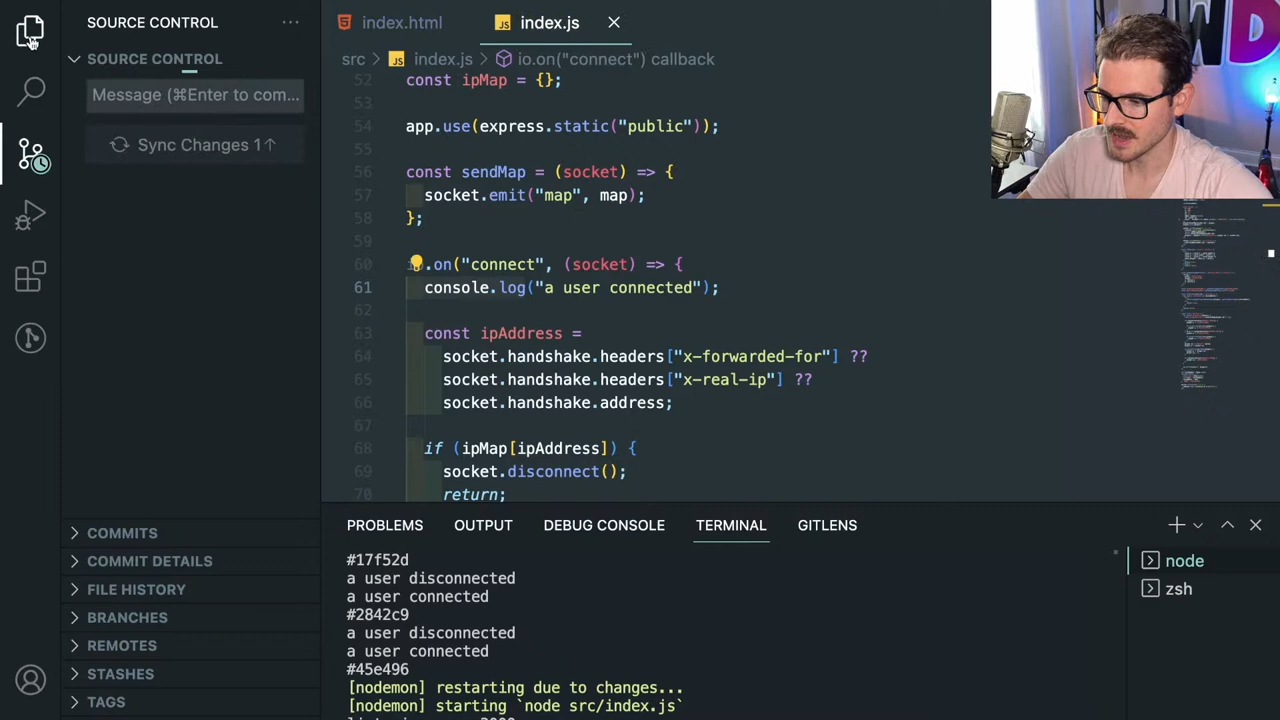 SOURCE CONTROL
SOURCE CONTROL
Message (⌘Enter to com...
Sync Changes 1↑
COMMITS
COMMIT DETAILS
FILE HISTORY
BRANCHES
REMOTES
STASHES
TAGS
index.html
JS index.js
src > JS index.js > io.on("connect") callback
52 const ipMap = {};
53
54 app.use(express.static("public"));
55
56 const sendMap = (socket) => {
57 socket.emit("map", map);
58 };
59
60 .on("connect", (socket) => {
61 console.log("a user connected");
62
63 const ipAddress =
64 socket.handshake.headers["x-forwarded-for"] ??
65 socket.handshake.headers["x-real-ip"] ??
66 socket.handshake.address;
67
68 if (ipMap[ipAddress]) {
69 socket.disconnect();
70 return;
PROBLEMS OUTPUT DEBUG CONSOLE TERMINAL GITLENS
#17f52d
a user disconnected
a user connected
#2842c9
a user disconnected
a user connected
#45e496
[nodemon] restarting due to changes...
[nodemon] starting `node src/index.js`
node
zsh